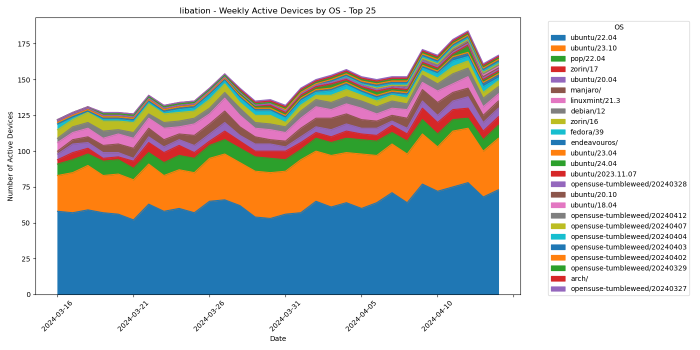 libation - Weekly Active Devices by OS - Top 25
Number of Active Devices
175
150
125
100
75
50
25
0
2024-03-16
2024-03-21
2024-03-26
2024-03-31
2024-04-05
2024-04-10
Date
OS
ubuntu/22.04
ubuntu/23.10
pop/22.04
zorin/17
ubuntu/20.04
manjaro/
linuxmint/21.3
debian/12
zorin/16
fedora/39
endeavouros/
ubuntu/23.04
ubuntu/24.04
ubuntu/2023.11.07
opensuse-tumbleweed/20240328
ubuntu/20.10
ubuntu/18.04
opensuse-tumbleweed/20240412
opensuse-tumbleweed/20240407
opensuse-tumbleweed/20240404
opensuse-tumbleweed/20240403
opensuse-tumbleweed/20240402
opensuse-tumbleweed/20240329
arch/
opensuse-tumbleweed/20240327